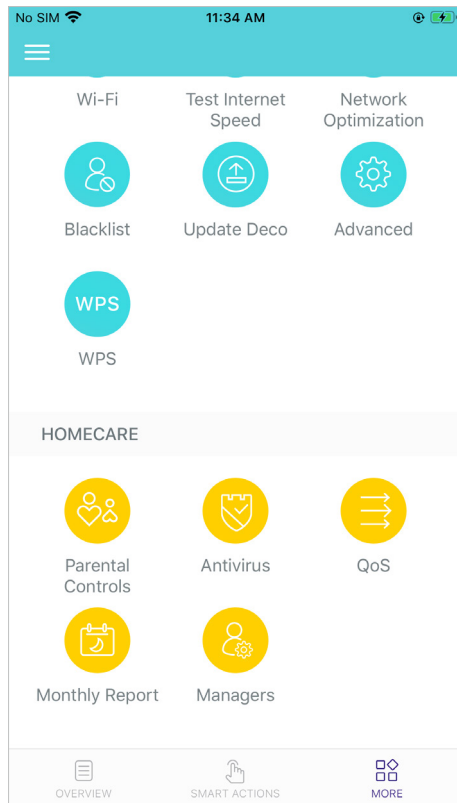 No SIM 11:34 AM
Wi-Fi Test Internet Speed Network Optimization
Blacklist Update Deco Advanced
WPS
WPS
HOMECARE
Parental Controls Antivirus QoS
Monthly Report Managers
OVERVIEW SMART ACTIONS MORE